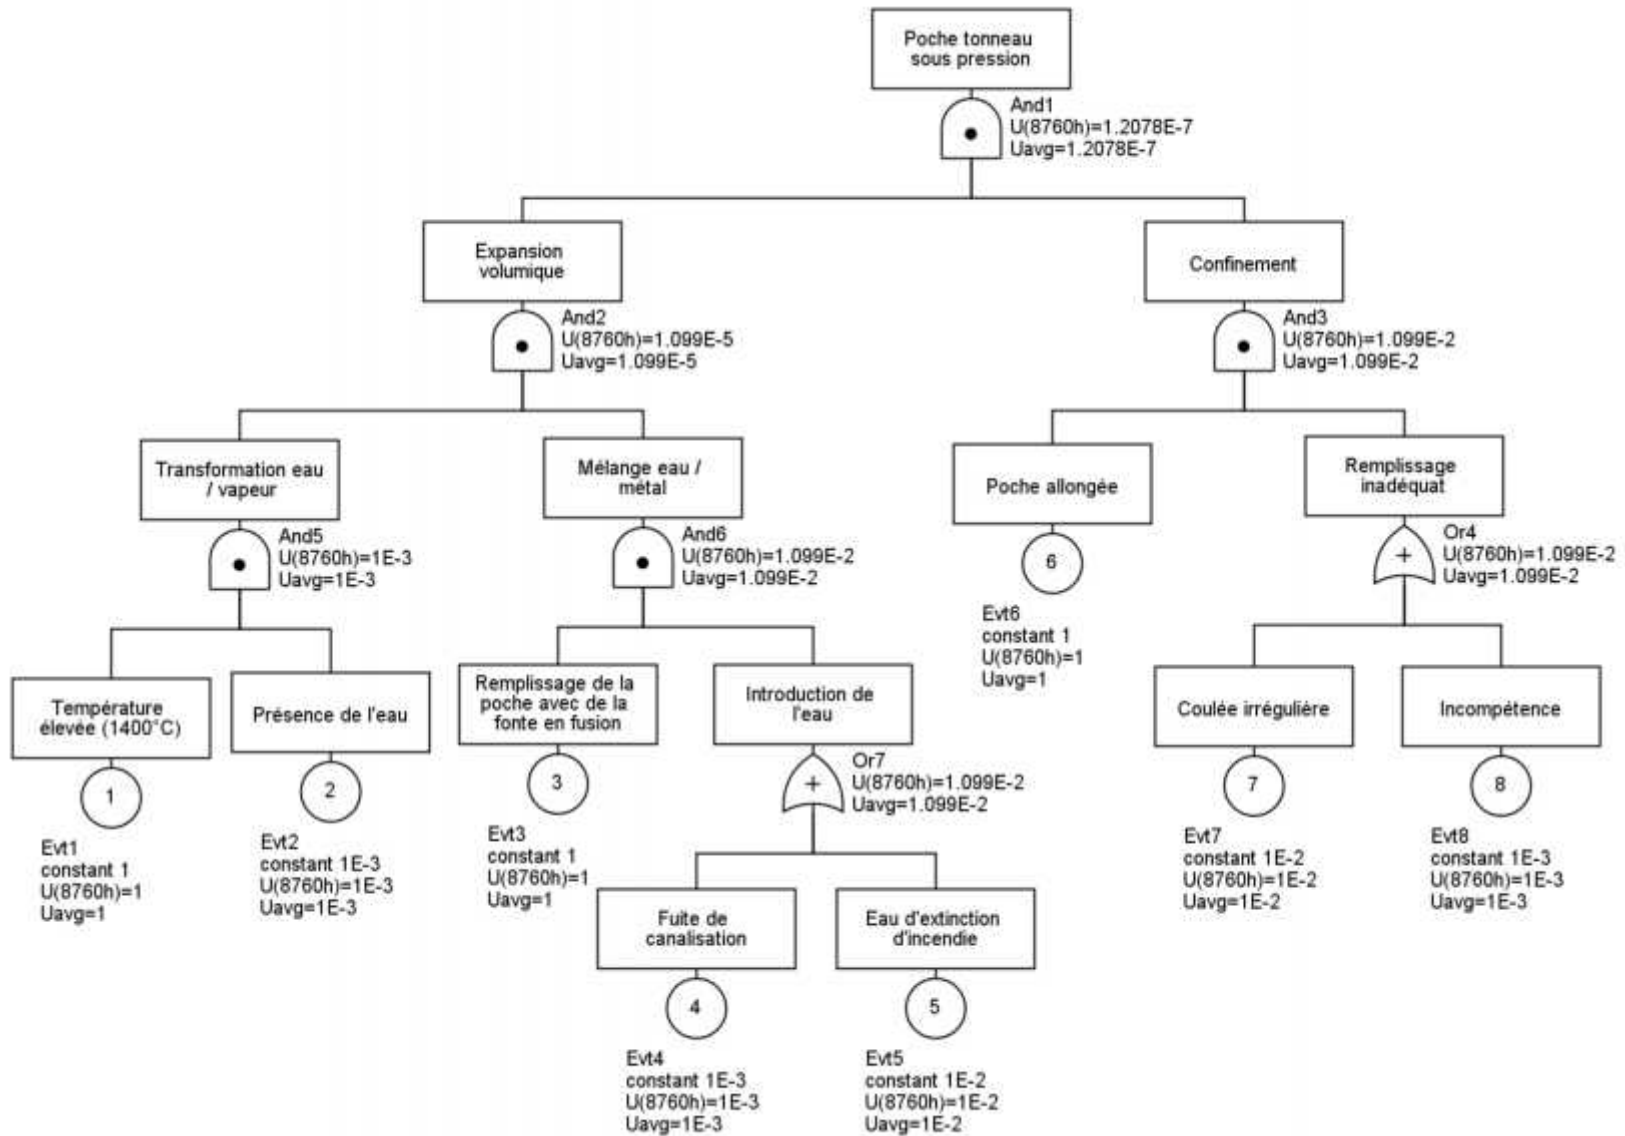 Poche tonneau
sous pression
And1
U(8760h)=1.2078E-7
Uavg=1.2078E-7
Expansion
volumique
And2
U(8760h)=1.099E-5
Uavg=1.099E-5
Confinement
And3
U(8760h)=1.099E-2
Uavg=1.099E-2
Transformation eau
/ vapeur
And5
U(8760h)=1E-3
Uavg=1E-3
Mélange eau /
métal
And6
U(8760h)=1.099E-2
Uavg=1.099E-2
Poche allongée
6
Evt6
constant 1
U(8760h)=1
Uavg=1
Remplissage
inadéquat
Or4
U(8760h)=1.099E-2
Uavg=1.099E-2
Température
élevée (1400°C)
1
Evt1
constant 1
U(8760h)=1
Uavg=1
Présence de l'eau
2
Evt2
constant 1E-3
U(8760h)=1E-3
Uavg=1E-3
Remplissage de la
poche avec de la
fonte en fusion
3
Evt3
constant 1
U(8760h)=1
Uavg=1
Introduction de
l'eau
Or7
U(8760h)=1.099E-2
Uavg=1.099E-2
Coulée irrégulière
7
Evt7
constant 1E-2
U(8760h)=1E-2
Uavg=1E-2
Incompétence
8
Evt8
constant 1E-3
U(8760h)=1E-3
Uavg=1E-3
Fuite de
canalisation
4
Evt4
constant 1E-3
U(8760h)=1E-3
Uavg=1E-3
Eau d'extinction
d'incendie
5
Evt5
constant 1E-2
U(8760h)=1E-2
Uavg=1E-2